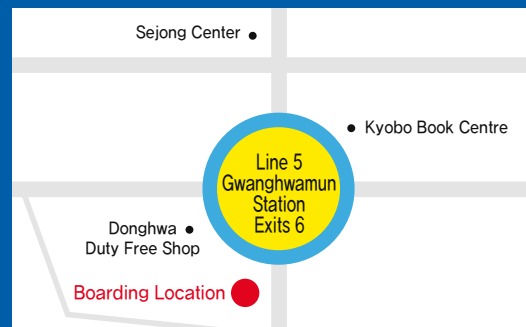 Sejong Center
Kyobo Book Centre
Line 5
Gwanghwamun
Station
Exits 6
Donghwa
Duty Free Shop
Boarding Location